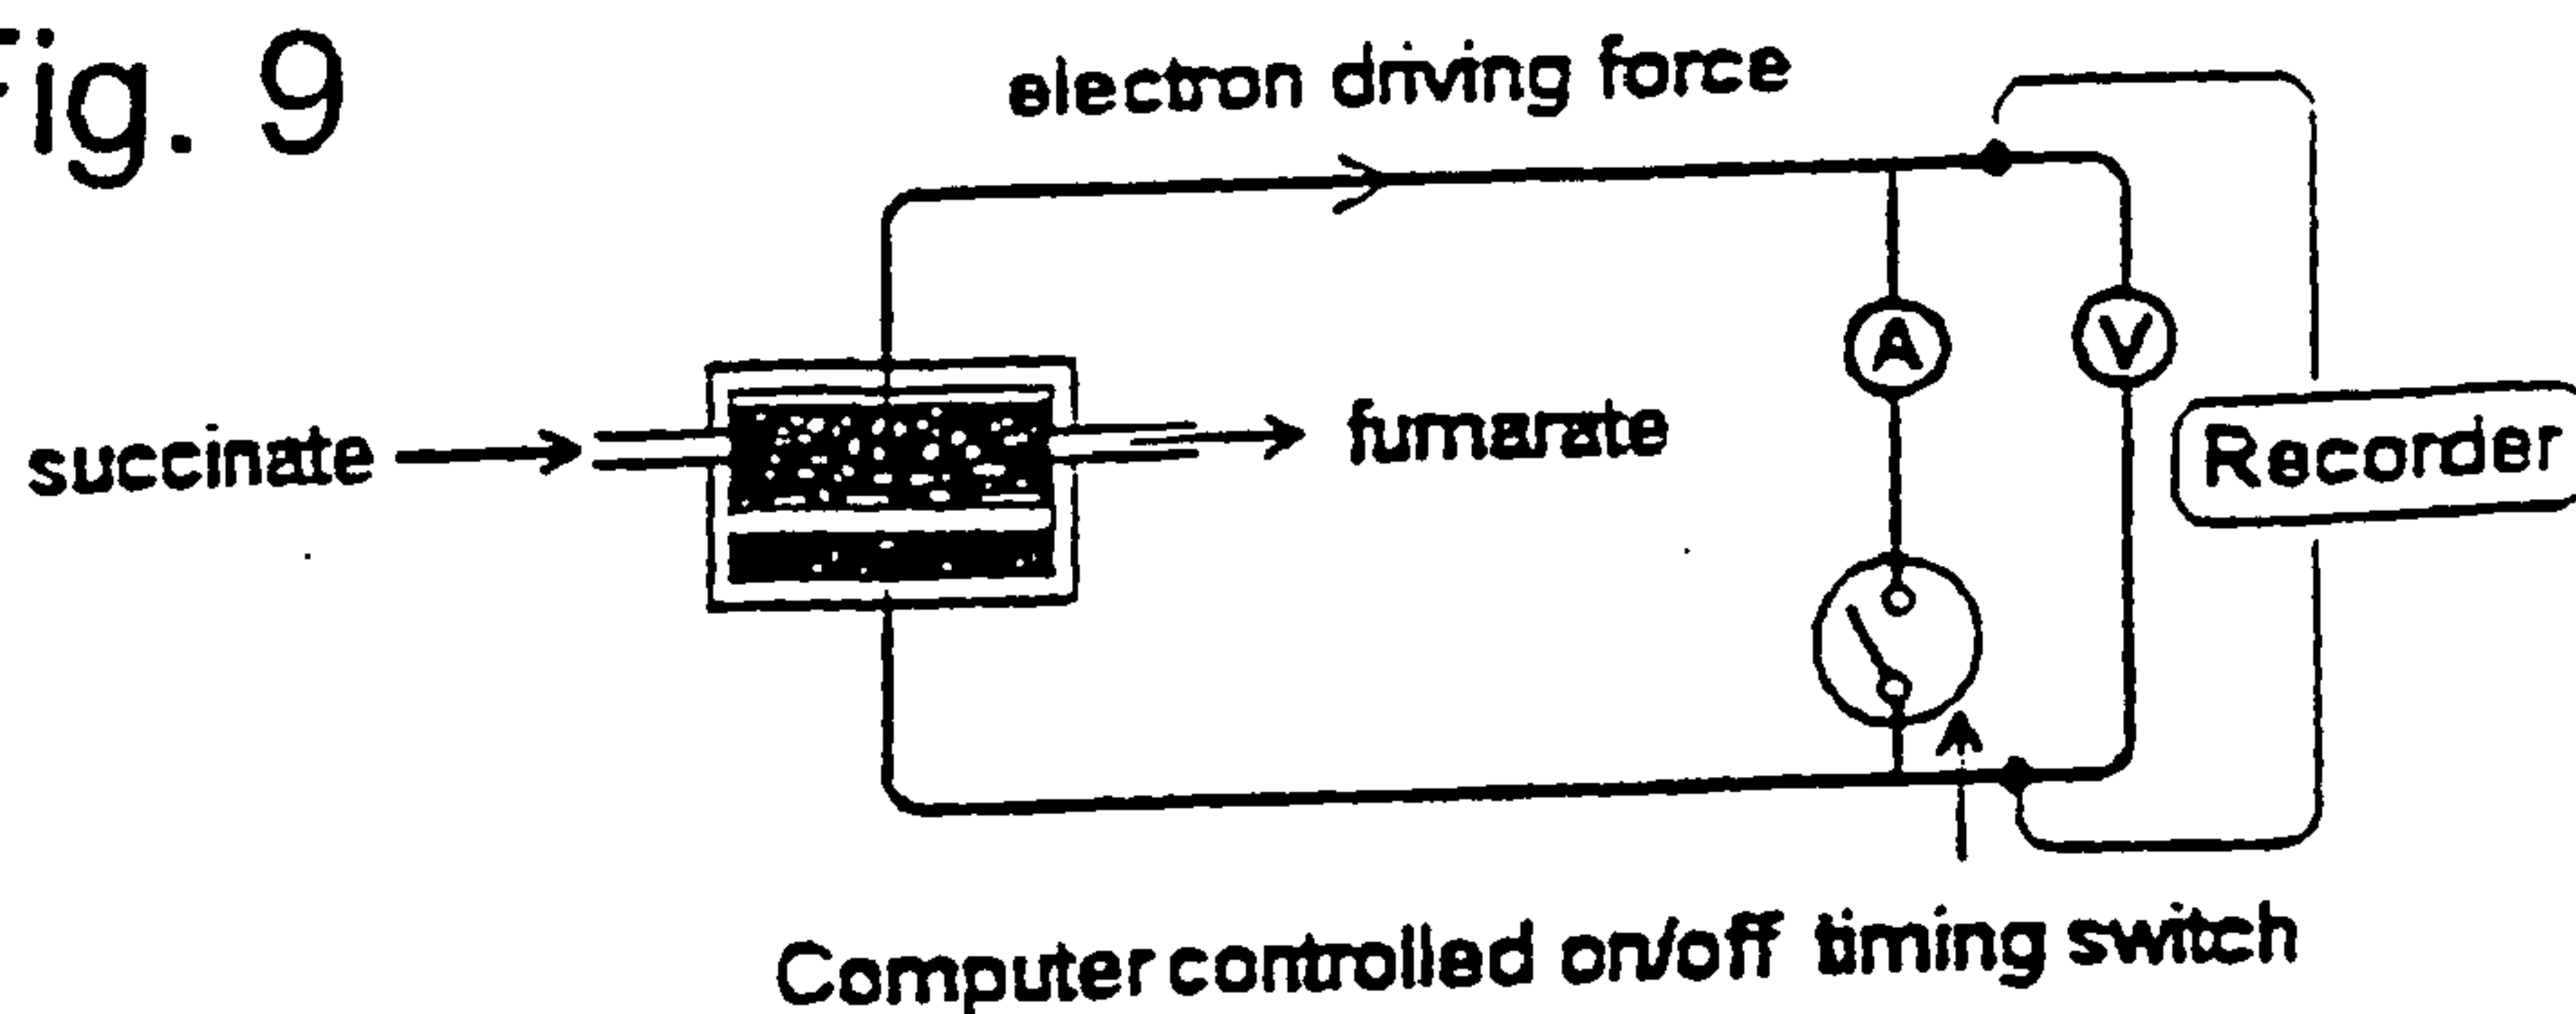 Fig. 9
electron driving force
A
V
succinate
fumarate
Recorder
Computer controlled on/off timing switch